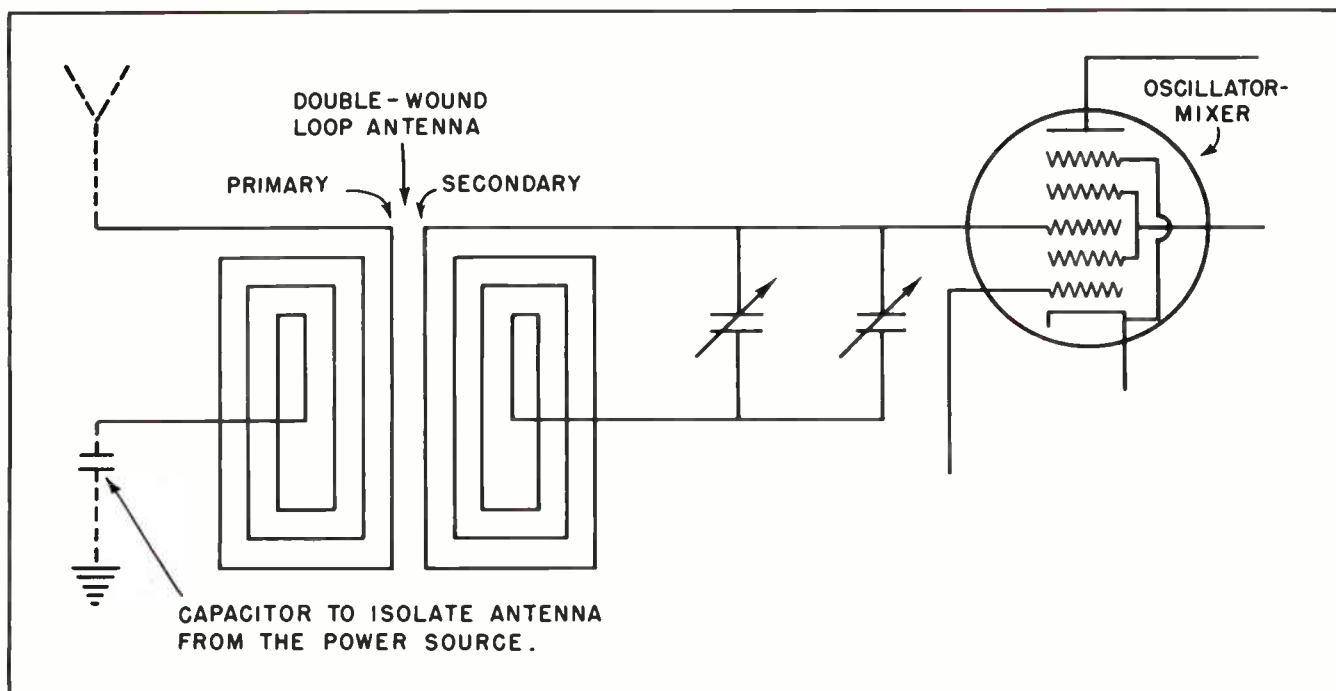 DOUBLE-WOUND
LOOP ANTENNA
PRIMARY
SECONDARY
OSCILLATOR-
MIXER
CAPACITOR TO ISOLATE ANTENNA
FROM THE POWER SOURCE.